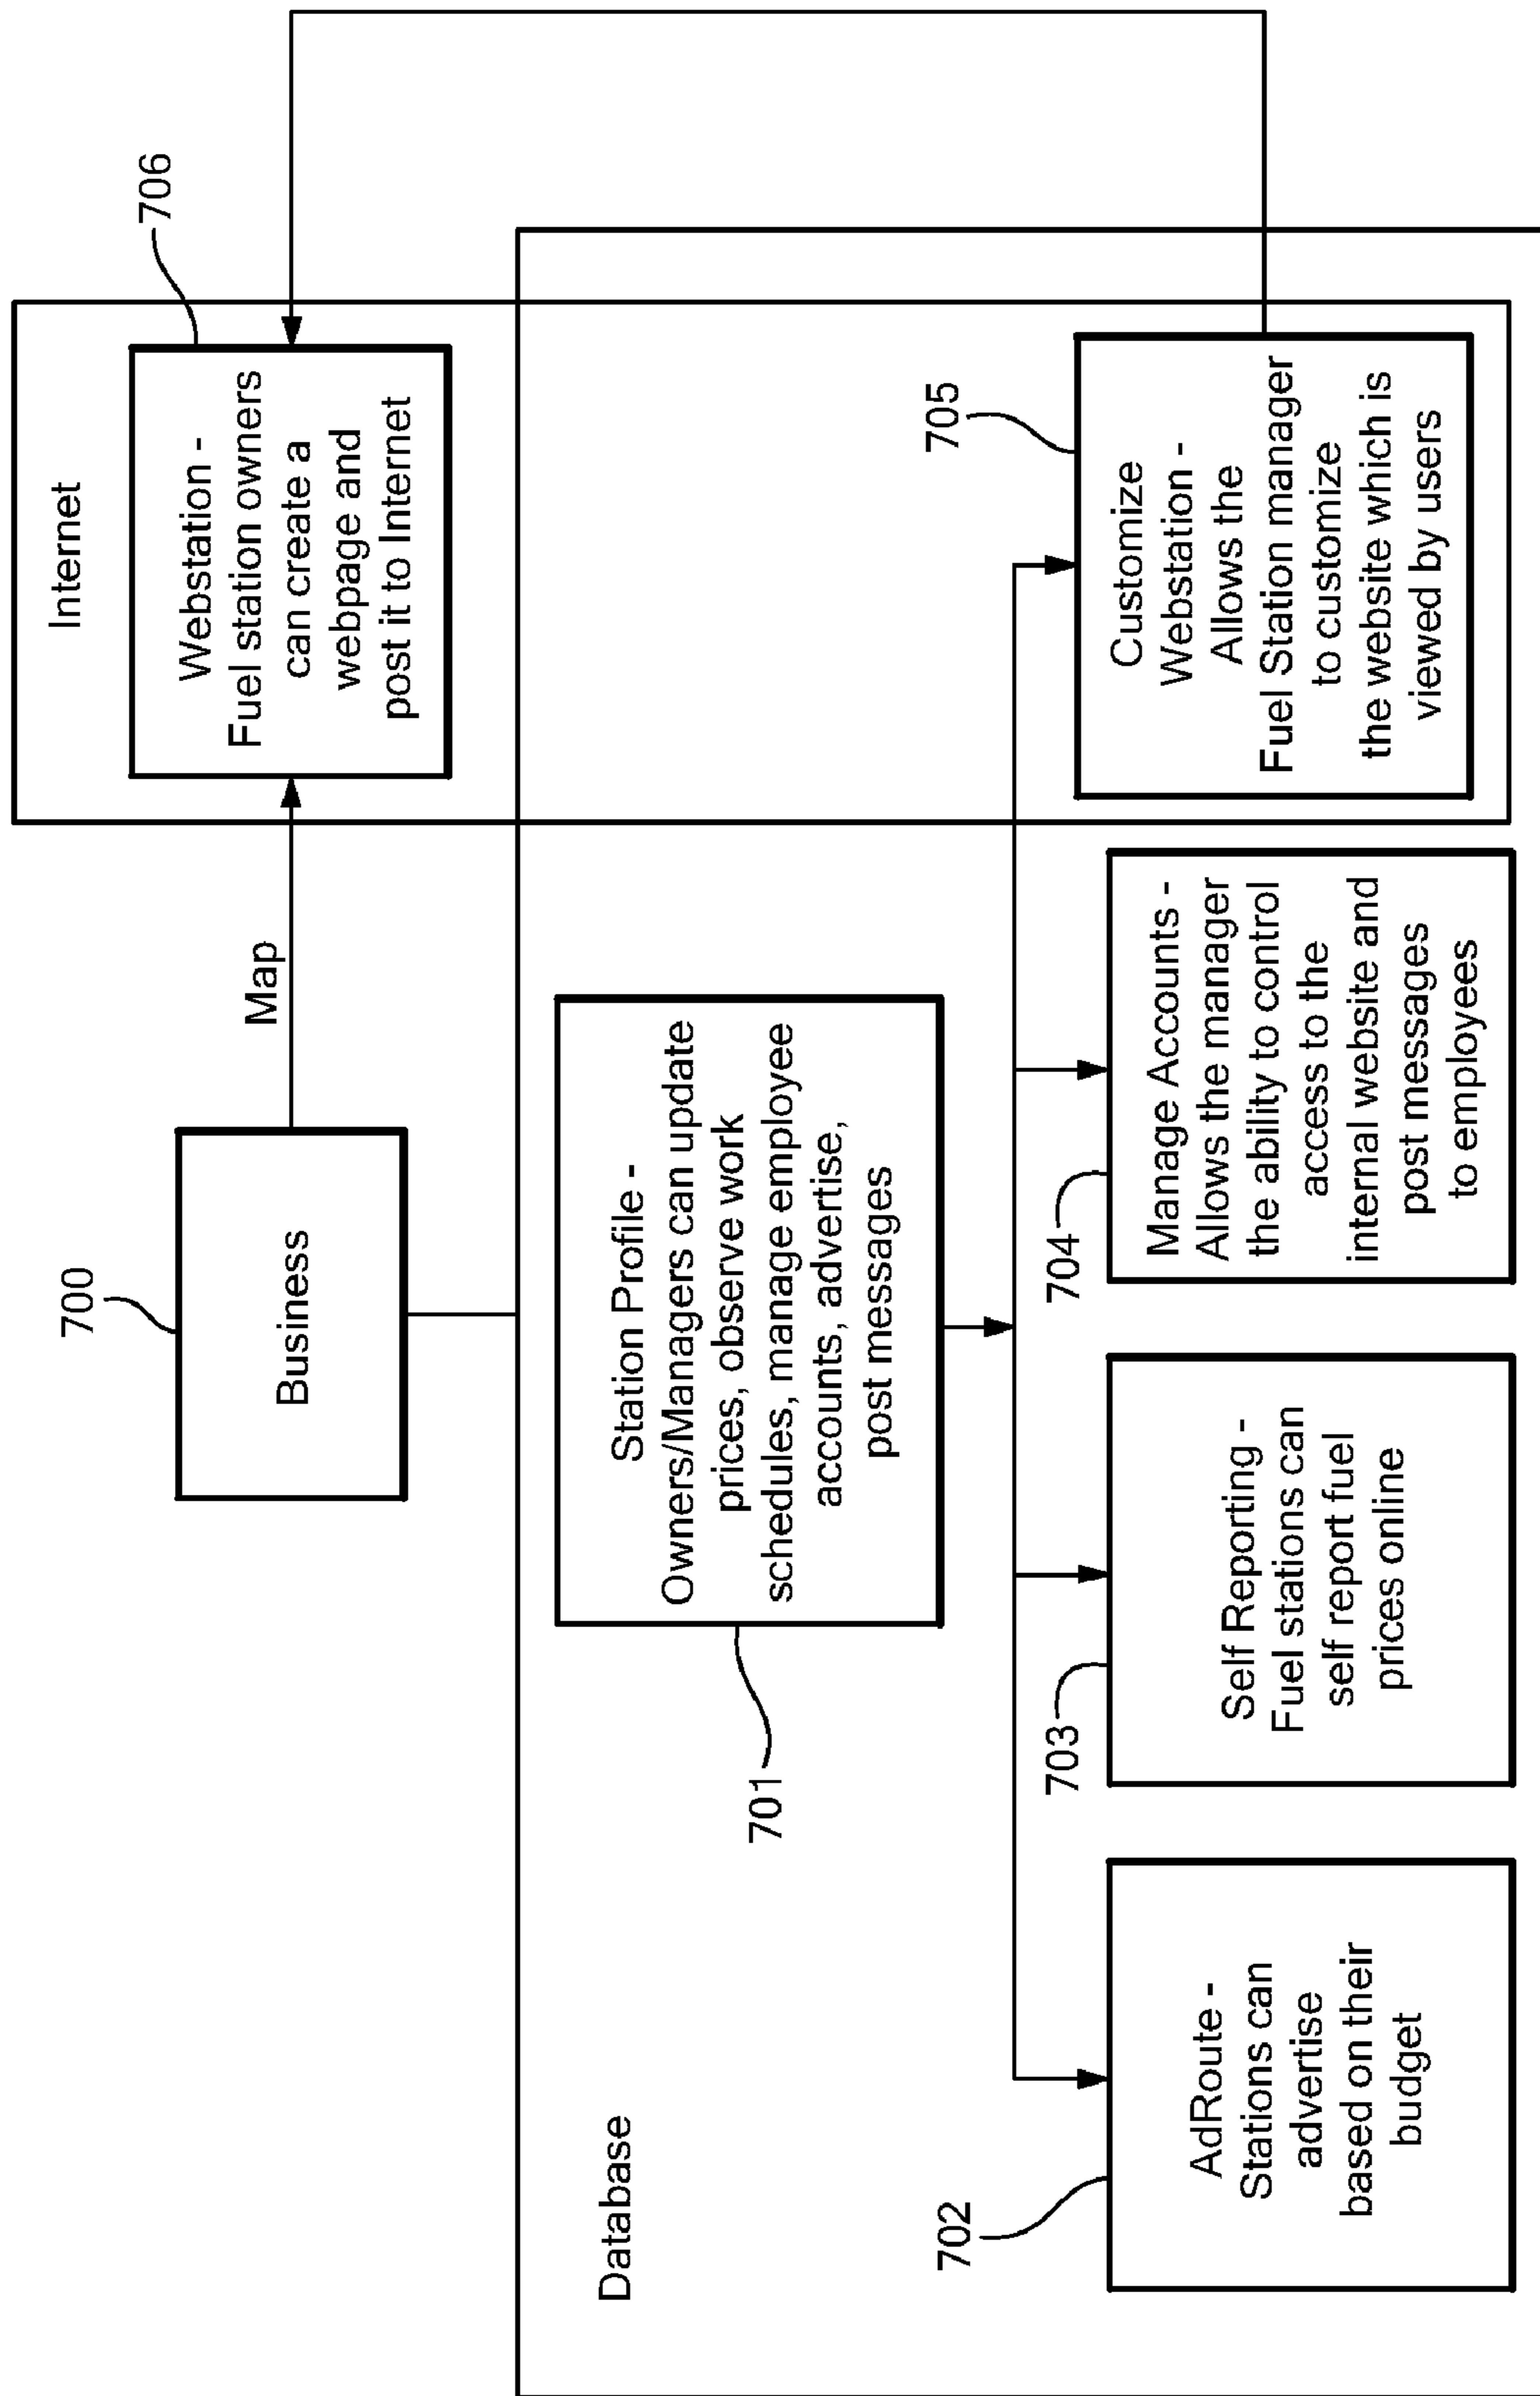 700
Business
Map
Internet
706
Webstation -
Fuel station owners
can create a
webpage and
post it to Internet
Database
701
Station Profile -
Owners/Managers can update
prices, observe work
schedules, manage employee
accounts, advertise,
post messages
702
AdRoute -
Stations can
advertise
based on their
budget
703
Self Reporting -
Fuel stations can
self report fuel
prices online
704
Manage Accounts -
Allows the manager
the ability to control
access to the
internal website and
post messages
to employees
705
Customize
Webstation -
Allows the
Fuel Station manager
to customize
the website which is
viewed by users